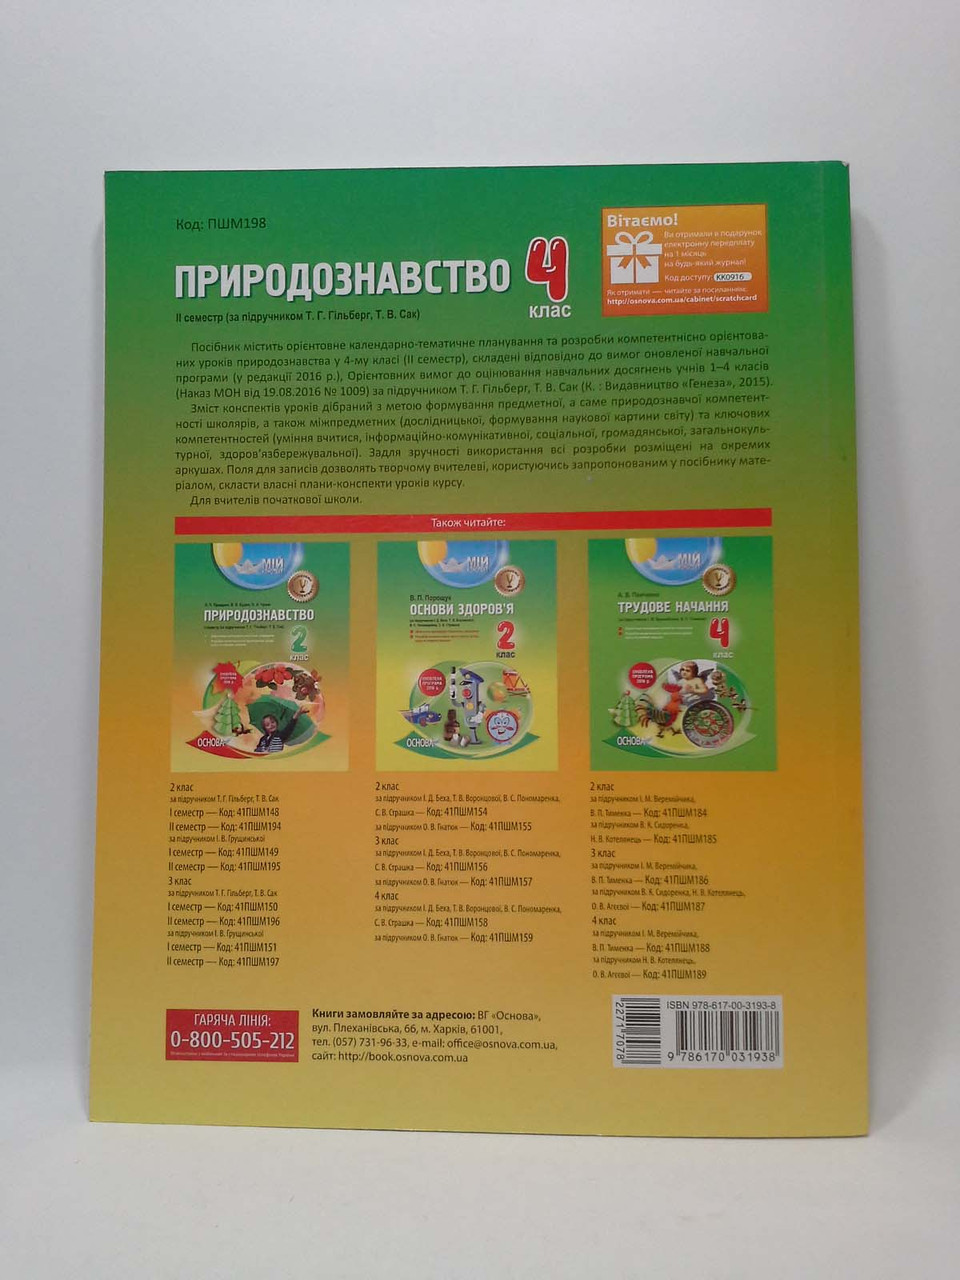 Код: ПШМ198
ПРИРОДОЗНАВСТВО 4
клас
ІІ семестр (за підручником Т. Г. Гільберг, Т. В. Сак)
Вітаємо!
Ви отримали в подарунок
електронну передплату
на 1 місяць
на будь-який журнал!
Код доступу: КК0916
Як отримати — читайте за посиланням:
http://osnova.com.ua/cabinet/scratchcard
Посібник містить орієнтовне календарно-тематичне планування та розробки компетентнісно орієнтова-
них уроків природознавства у 4-му класі (ІІ семестр), складені відповідно до вимог оновленої навчальної
програми (у редакції 2016 р.), Орієнтовних вимог до оцінювання навчальних досягнень учнів 1–4 класів
(Наказ МОН від 19.08.2016 № 1009) за підручником Т. Г. Гільберг, Т. В. Сак (К. : Видавництво «Генеза», 2015).
Зміст конспектів уроків дібраний з метою формування предметної, а саме природознавчої компетент-
ності школярів, а також міжпредметних (дослідницької, формування наукової картини світу) та ключових
компетентностей (уміння вчитися, інформаційно-комунікативної, соціальної, громадянської, загальнокуль-
турної, здоров'язбережувальної). Задля зручності використання всі розробки розміщені на окремих
аркушах. Поля для записів дозволять творчому вчителеві, користуючись запропонованим у посібнику мате-
ріалом, скласти власні плани-конспекти уроків курсу.
Для вчителів початкової школи.
Також читайте:
МІЙ
ПРИРОДОЗНАВСТВО
2
клас
ОСНОВА
МІЙ
В. П. Порощук
ОСНОВИ ЗДОРОВ'Я
2
клас
ОСНОВА
МІЙ
ТРУДОВЕ НАЧАННЯ
4
клас
ОСНОВА
2 клас
за підручником Т. Г. Гільберг, Т. В. Сак
І семестр — Код: 41ПШМ148
ІІ семестр — Код: 41ПШМ194
за підручником І. В. Грущинської
І семестр — Код: 41ПШМ149
ІІ семестр — Код: 41ПШМ195
3 клас
за підручником Т. Г. Гільберг, Т. В. Сак
І семестр — Код: 41ПШМ150
ІІ семестр — Код: 41ПШМ196
за підручником І. В. Грущинської
І семестр — Код: 41ПШМ151
ІІ семестр — Код: 41ПШМ197
2 клас
за підручником І. Д. Беха, Т. В. Воронцової, В. С. Пономаренка,
С. В. Страшка — Код: 41ПШМ154
за підручником О. В. Гнатюк — Код: 41ПШМ155
3 клас
за підручником І. Д. Беха, Т. В. Воронцової, В. С. Пономаренка,
С. В. Страшка — Код: 41ПШМ156
за підручником О. В. Гнатюк — Код: 41ПШМ157
4 клас
за підручником І. Д. Беха, Т. В. Воронцової, В. С. Пономаренка,
С. В. Страшка — Код: 41ПШМ158
за підручником О. В. Гнатюк — Код: 41ПШМ159
2 клас
за підручником І. М. Веремійчика,
В. П. Тименка — Код: 41ПШМ184
за підручником В. К. Сидоренка,
Н. В. Котелянець — Код: 41ПШМ185
3 клас
за підручником І. М. Веремійчика,
В. П. Тименка — Код: 41ПШМ186
за підручником В. К. Сидоренка, Н. В. Котелянець,
О. В. Агєєвої — Код: 41ПШМ187
4 клас
за підручником І. М. Веремійчика,
В. П. Тименка — Код: 41ПШМ188
за підручником Н. В. Котелянець,
О. В. Агєєвої — Код: 41ПШМ189
ГАРЯЧА ЛІНІЯ:
0-800-505-212
Книги замовляйте за адресою: ВГ «Основа»,
вул. Плеханівська, 66, м. Харків, 61001,
тел. (057) 731-96-33, e-mail: office@osnova.com.ua,
сайт: http://book.osnova.com.ua
2271 7078
ISBN 978-617-00-3193-8
9 786170 031938